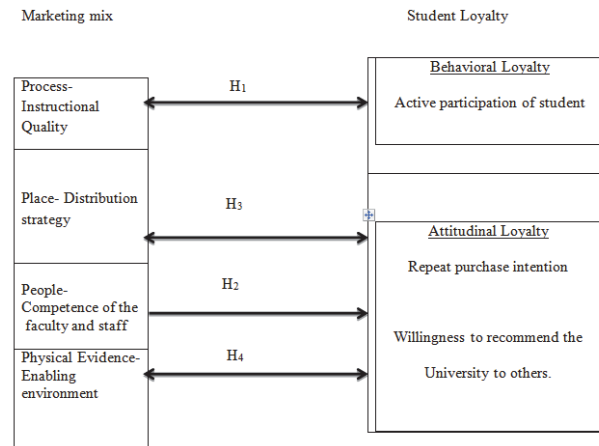 Marketing mix
Student Loyalty
Process-
Instructional
Quality
H1
Behavioral Loyalty
Active participation of student
Place- Distribution
strategy
H3
Attitudinal Loyalty
Repeat purchase intention
People-
Competence of the
faculty and staff
H2
Willingness to recommend the
University to others.
Physical Evidence-
Enabling
environment
H4